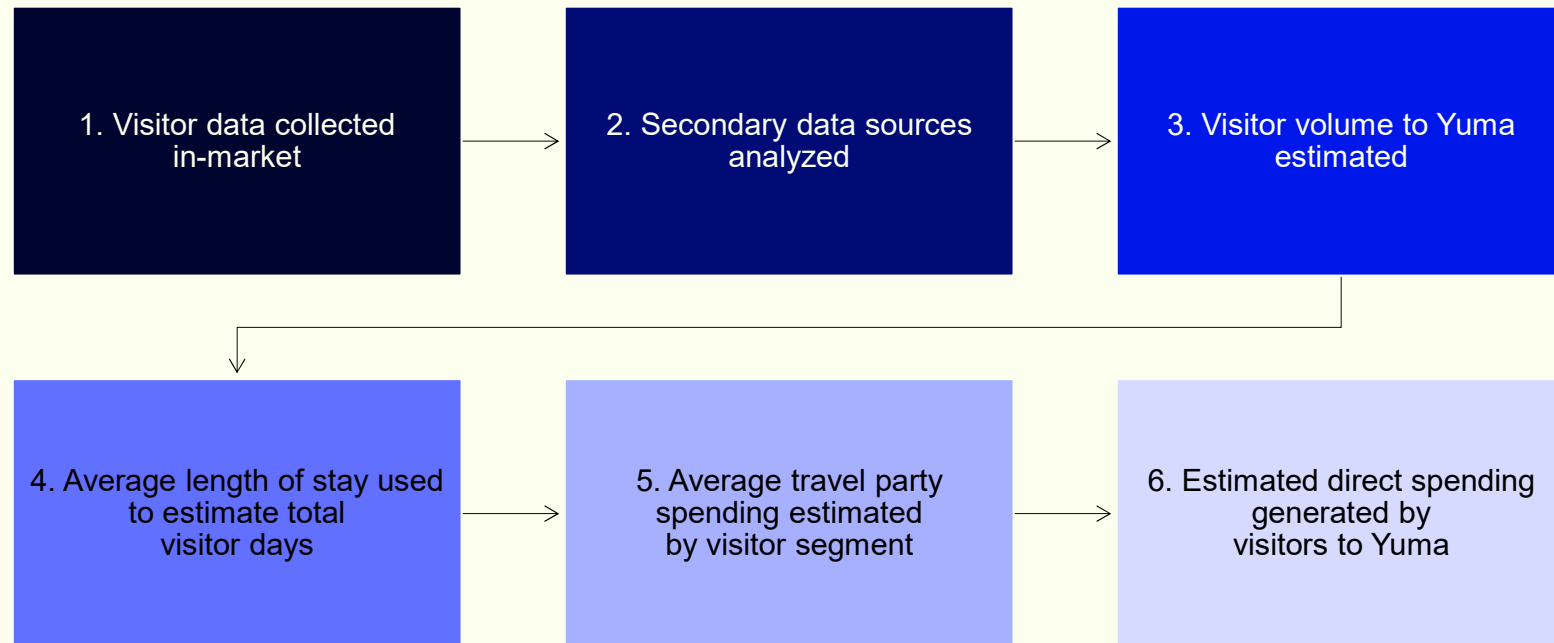 1. Visitor data collected
in-market
2. Secondary data sources
analyzed
3. Visitor volume to Yuma
estimated
4. Average length of stay used
to estimate total
visitor days
5. Average travel party
spending estimated
by visitor segment
6. Estimated direct spending
generated by
visitors to Yuma